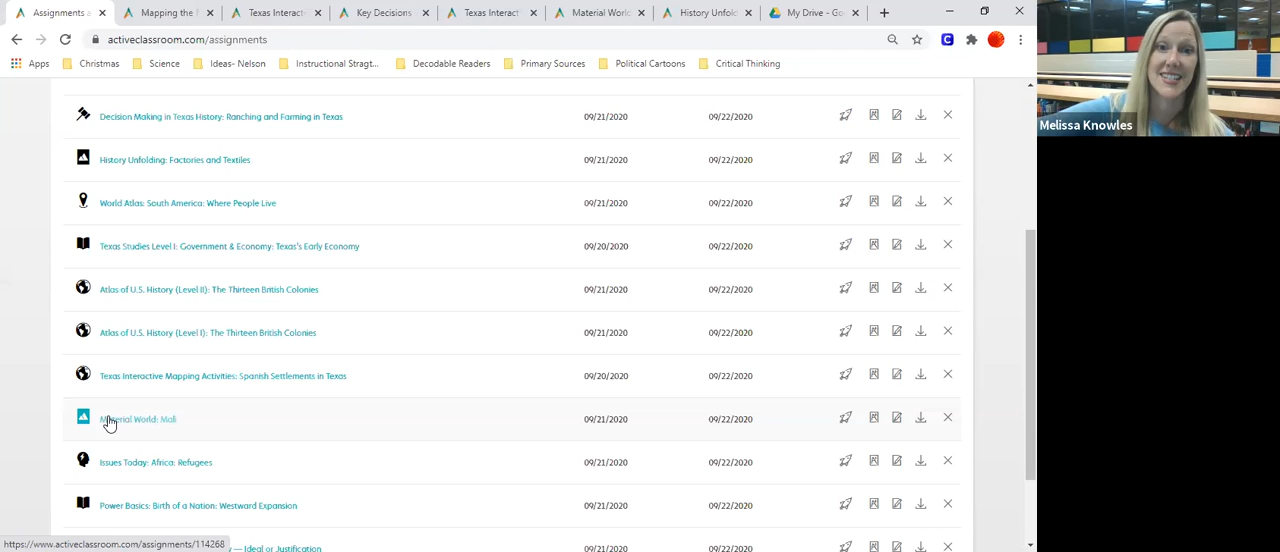 Assignments a
Mapping the F
Texas Interact
Key Decisions
Texas Interact
Material World
History Unfold
My Drive - Go
activeclassroom.com/assignments
Apps
Christmas
Science
Ideas- Nelson
Instructional Stragt...
Decodable Readers
Primary Sources
Political Cartoons
Critical Thinking
Melissa Knowles
Decision Making in Texas History: Ranching and Farming in Texas 09/21/2020 09/22/2020
History Unfolding: Factories and Textiles 09/21/2020 09/22/2020
World Atlas: South America: Where People Live 09/21/2020 09/22/2020
Texas Studies Level I: Government & Economy: Texas's Early Economy 09/20/2020 09/22/2020
Atlas of U.S. History (Level II): The Thirteen British Colonies 09/21/2020 09/22/2020
Atlas of U.S. History (Level I): The Thirteen British Colonies 09/21/2020 09/22/2020
Texas Interactive Mapping Activities: Spanish Settlements in Texas 09/20/2020 09/22/2020
Material World: Mali 09/21/2020 09/22/2020
Issues Today: Africa: Refugees 09/21/2020 09/22/2020
Power Basics: Birth of a Nation: Westward Expansion 09/21/2020 09/22/2020
https://www.activeclassroom.com/assignments/114268
— Ideal or Justification 09/21/2020 09/22/2020